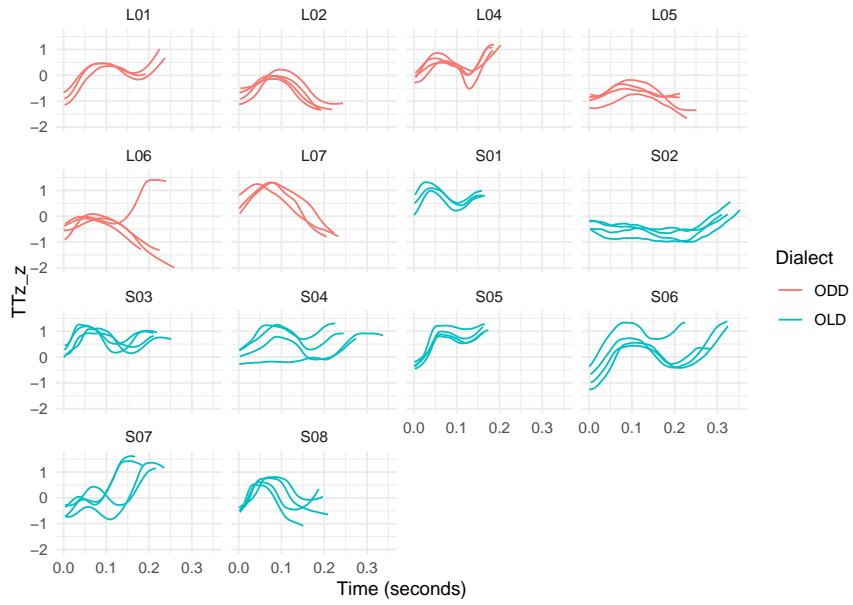 L01 L02 L04 L05
1
0
−1
−2
L06 L07 S01 S02
1
0
−1
−2
S03 S04 S05 S06
1
0
−1
−2
0.0 0.1 0.2 0.3 0.0 0.1 0.2 0.3
S07 S08
1
0
−1
−2
0.0 0.1 0.2 0.3 0.0 0.1 0.2 0.3
Time (seconds)
TTz_z
Dialect
ODD
OLD